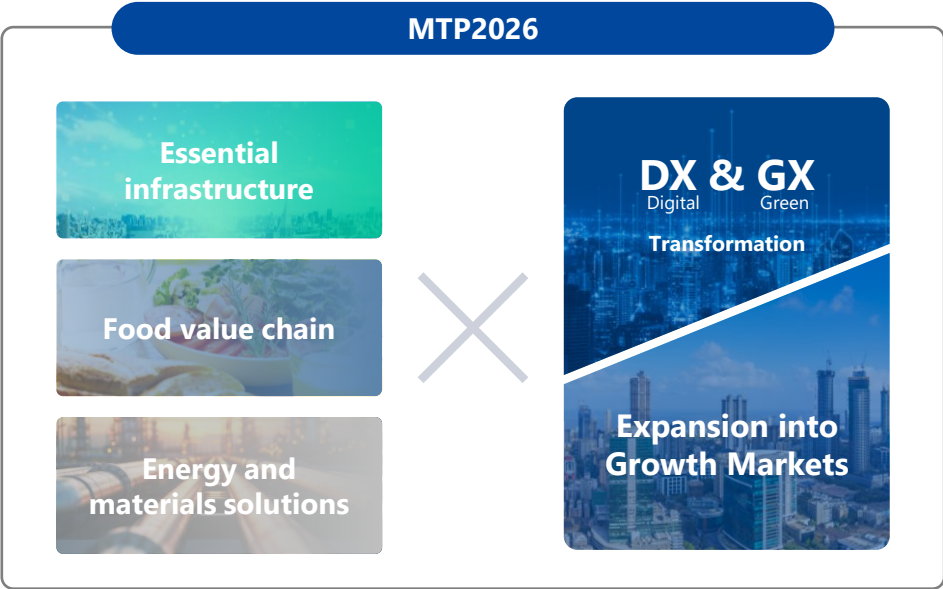 MTP2026
Essential
infrastructure
Food value chain
Energy and
materials solutions
DX & GX
Digital Green
Transformation
Expansion into
Growth Markets